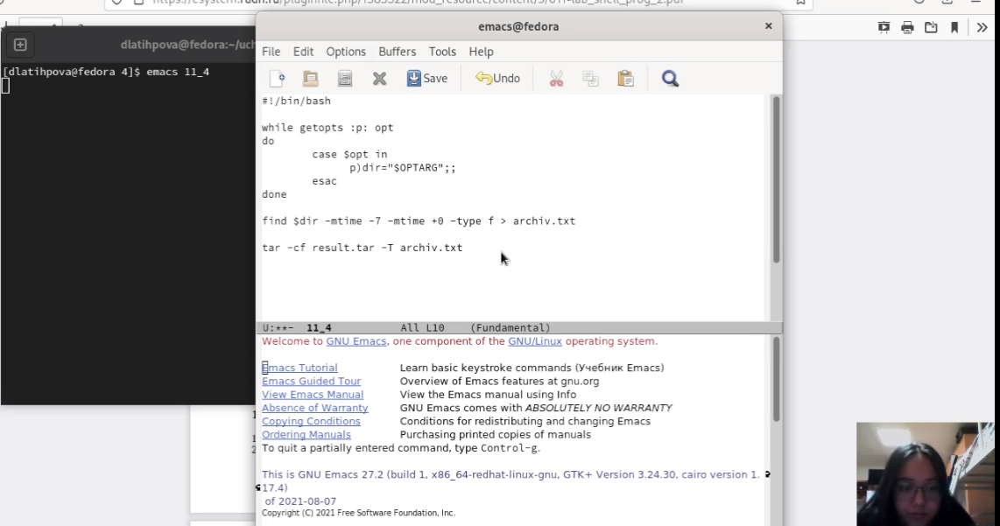 dlatihpova@fedora:~/uch
[dlatihpova@fedora 4]$ emacs 11_4
emacs@fedora
File Edit Options Buffers Tools Help
Save Undo
#!/bin/bash
while getopts :p: opt
do
case $opt in
p)dir="$OPTARG";;
esac
done
find $dir -mtime -7 -mtime +0 -type f > archiv.txt
tar -cf result.tar -T archiv.txt
U:**- 11_4 All L10 (Fundamental)
Welcome to GNU Emacs, one component of the GNU/Linux operating system.
Emacs Tutorial Learn basic keystroke commands (Учебник Emacs)
Emacs Guided Tour Overview of Emacs features at gnu.org
View Emacs Manual View the Emacs manual using Info
Absence of Warranty GNU Emacs comes with ABSOLUTELY NO WARRANTY
Copying Conditions Conditions for redistributing and changing Emacs
Ordering Manuals Purchasing printed copies of manuals
To quit a partially entered command, type Control-g.
This is GNU Emacs 27.2 (build 1, x86_64-redhat-linux-gnu, GTK+ Version 3.24.30, cairo version 1.
17.4)
of 2021-08-07
Copyright (C) 2021 Free Software Foundation, Inc.